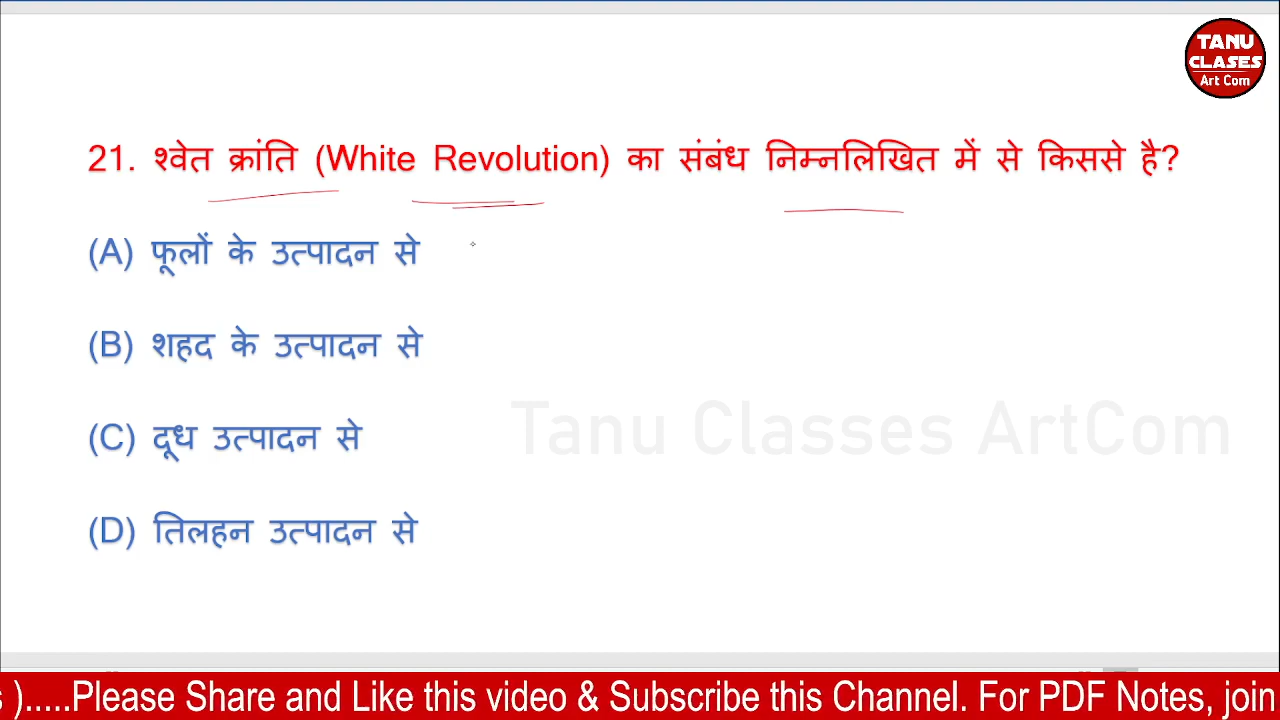 TANU
CLASES
Art Com
21. श्वेत क्रांति (White Revolution) का संबंध निम्नलिखित में से किससे है?
(A) फूलों के उत्पादन से
(B) शहद के उत्पादन से
(C) दूध उत्पादन से
Tanu Classes ArtCom
(D) तिलहन उत्पादन से
s ).....Please Share and Like this video & Subscribe this Channel. For PDF Notes, join